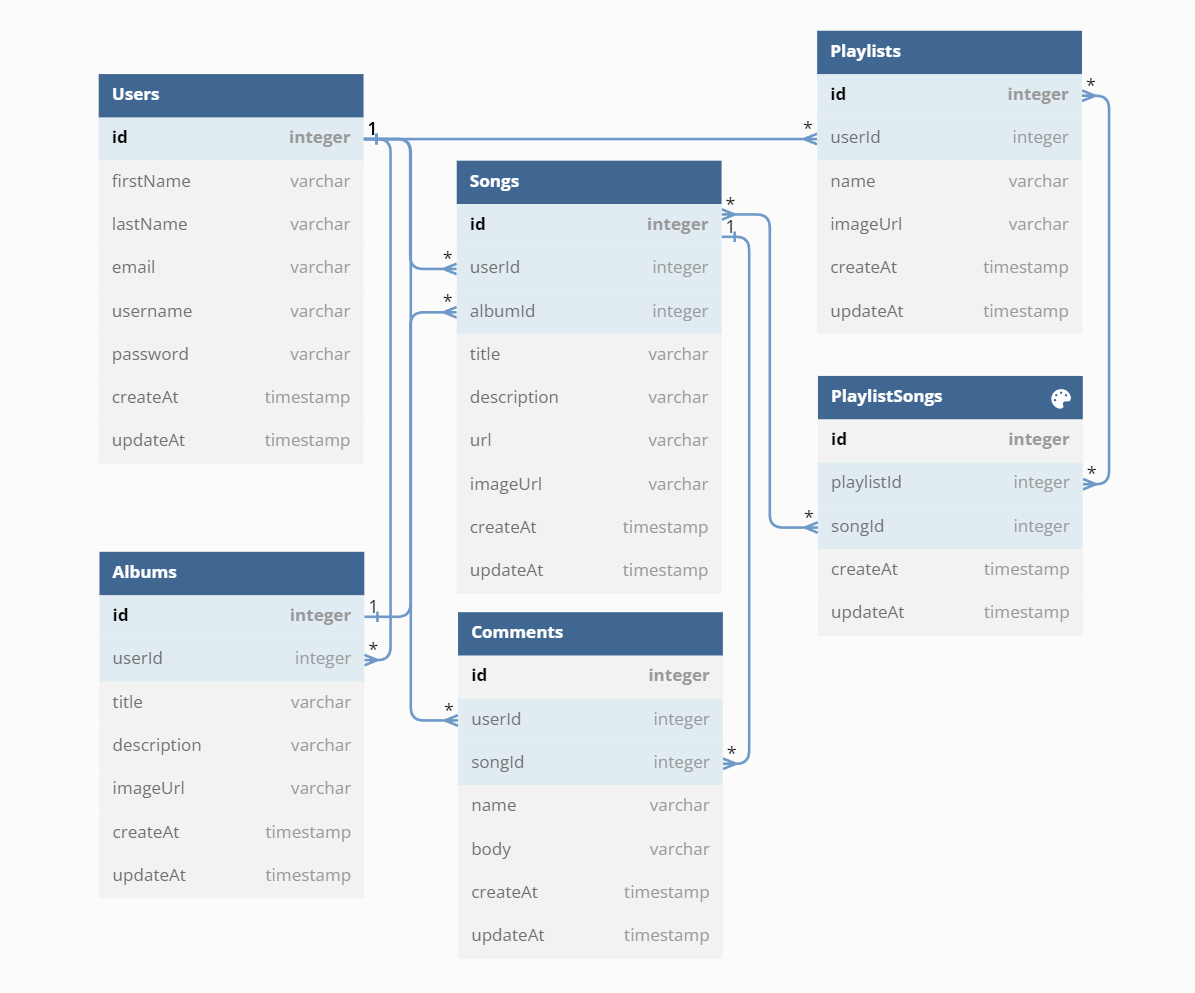 Users
id integer
firstName varchar
lastName varchar
email varchar
username varchar
password varchar
createAt timestamp
updateAt timestamp
1
Albums
id integer
userId integer
title varchar
description varchar
imageUrl varchar
createAt timestamp
updateAt timestamp
1
*
Songs
id integer
userId integer
albumId integer
title varchar
description varchar
url varchar
imageUrl varchar
createAt timestamp
updateAt timestamp
*
*
*
1
Comments
id integer
userId integer
songId integer
name varchar
body varchar
createAt timestamp
updateAt timestamp
*
*
Playlists
id integer
userId integer
name varchar
imageUrl varchar
createAt timestamp
updateAt timestamp
*
*
PlaylistSongs
id integer
playlistId integer
songId integer
createAt timestamp
updateAt timestamp
*
*